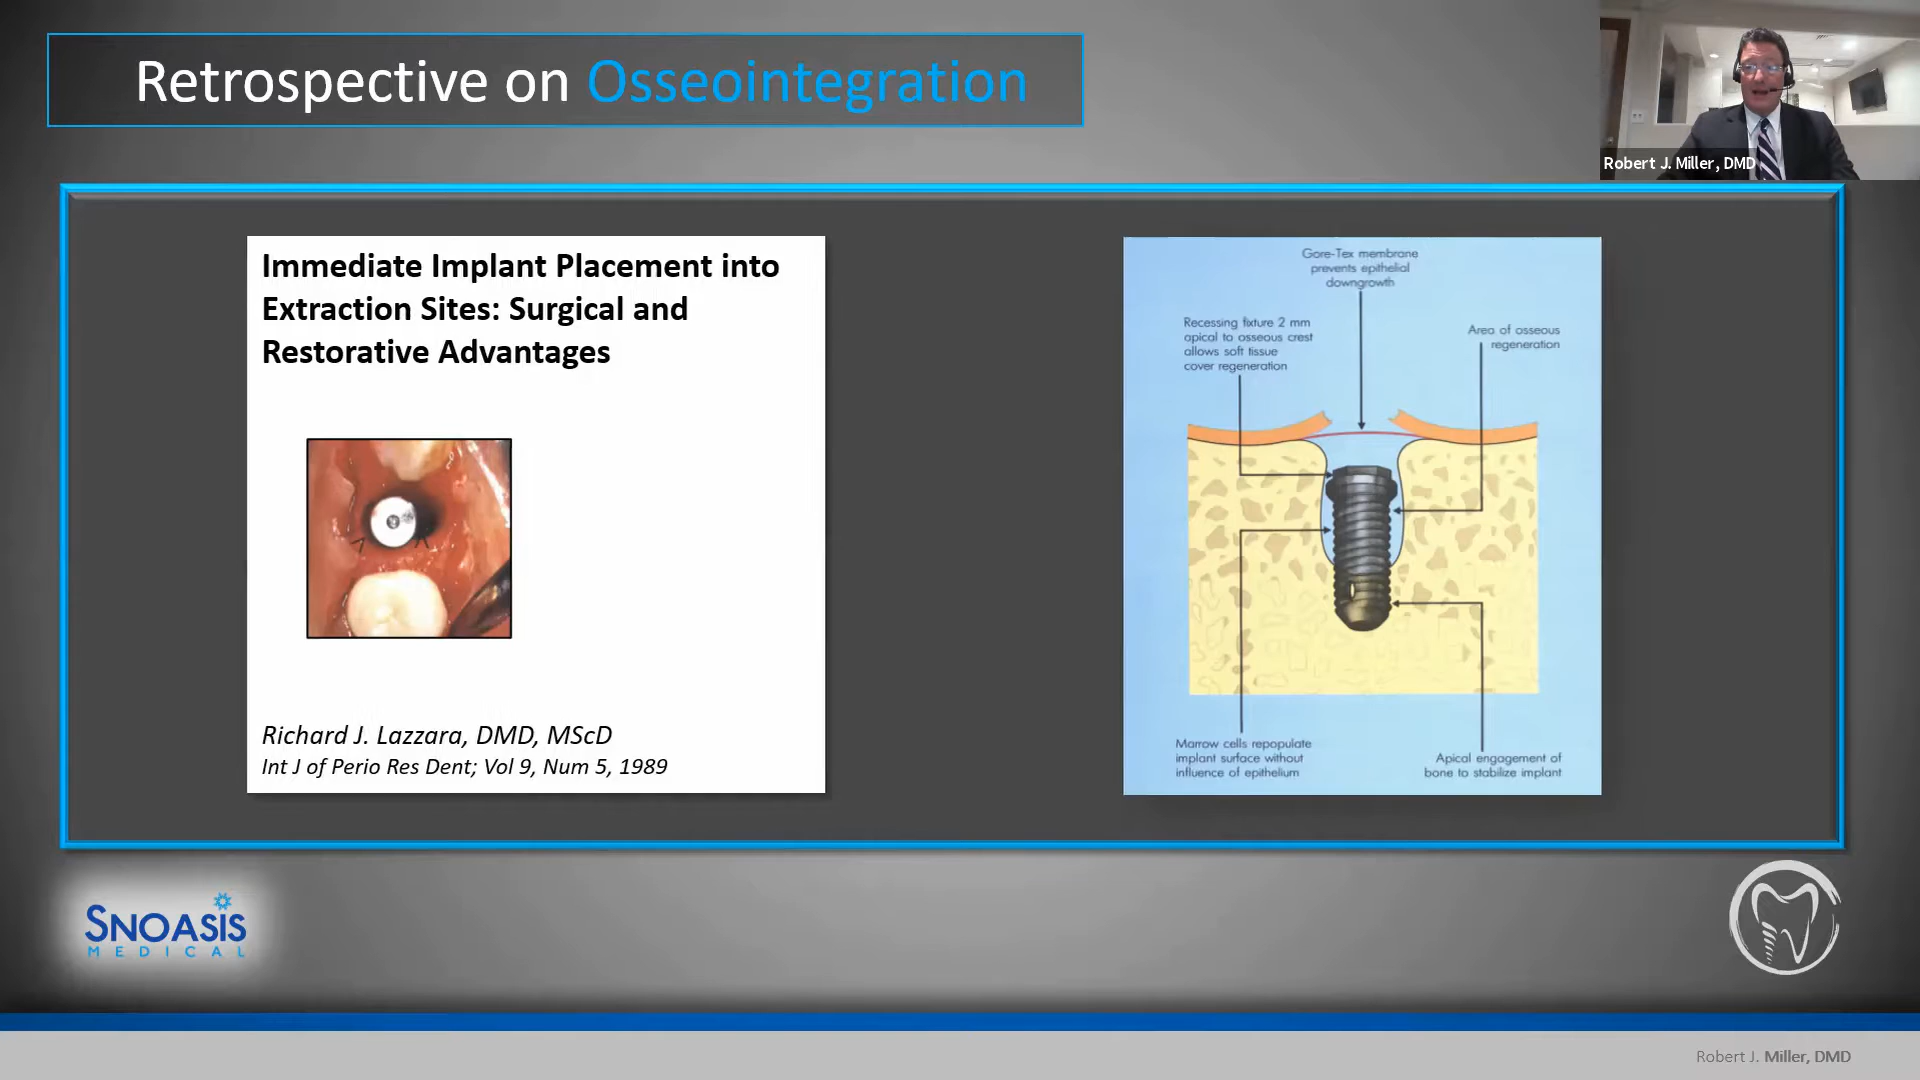 Retrospective on Osseointegration
Robert J. Miller, DMD
Immediate Implant Placement into
Extraction Sites: Surgical and
Restorative Advantages
Richard J. Lazzara, DMD, MScD
Int J of Perio Res Dent; Vol 9, Num 5, 1989
Gore-Tex membrane
prevents epithelial
downgrowth
Recessing fixture 2 mm
apical to osseous crest
allows soft tissue
cover regeneration
Area of osseous
regeneration
Marrow cells repopulate
implant surface without
influence of epithelium
Apical engagement of
bone to stabilize implant
SNOASIS
MEDICAL
Robert J. Miller, DMD